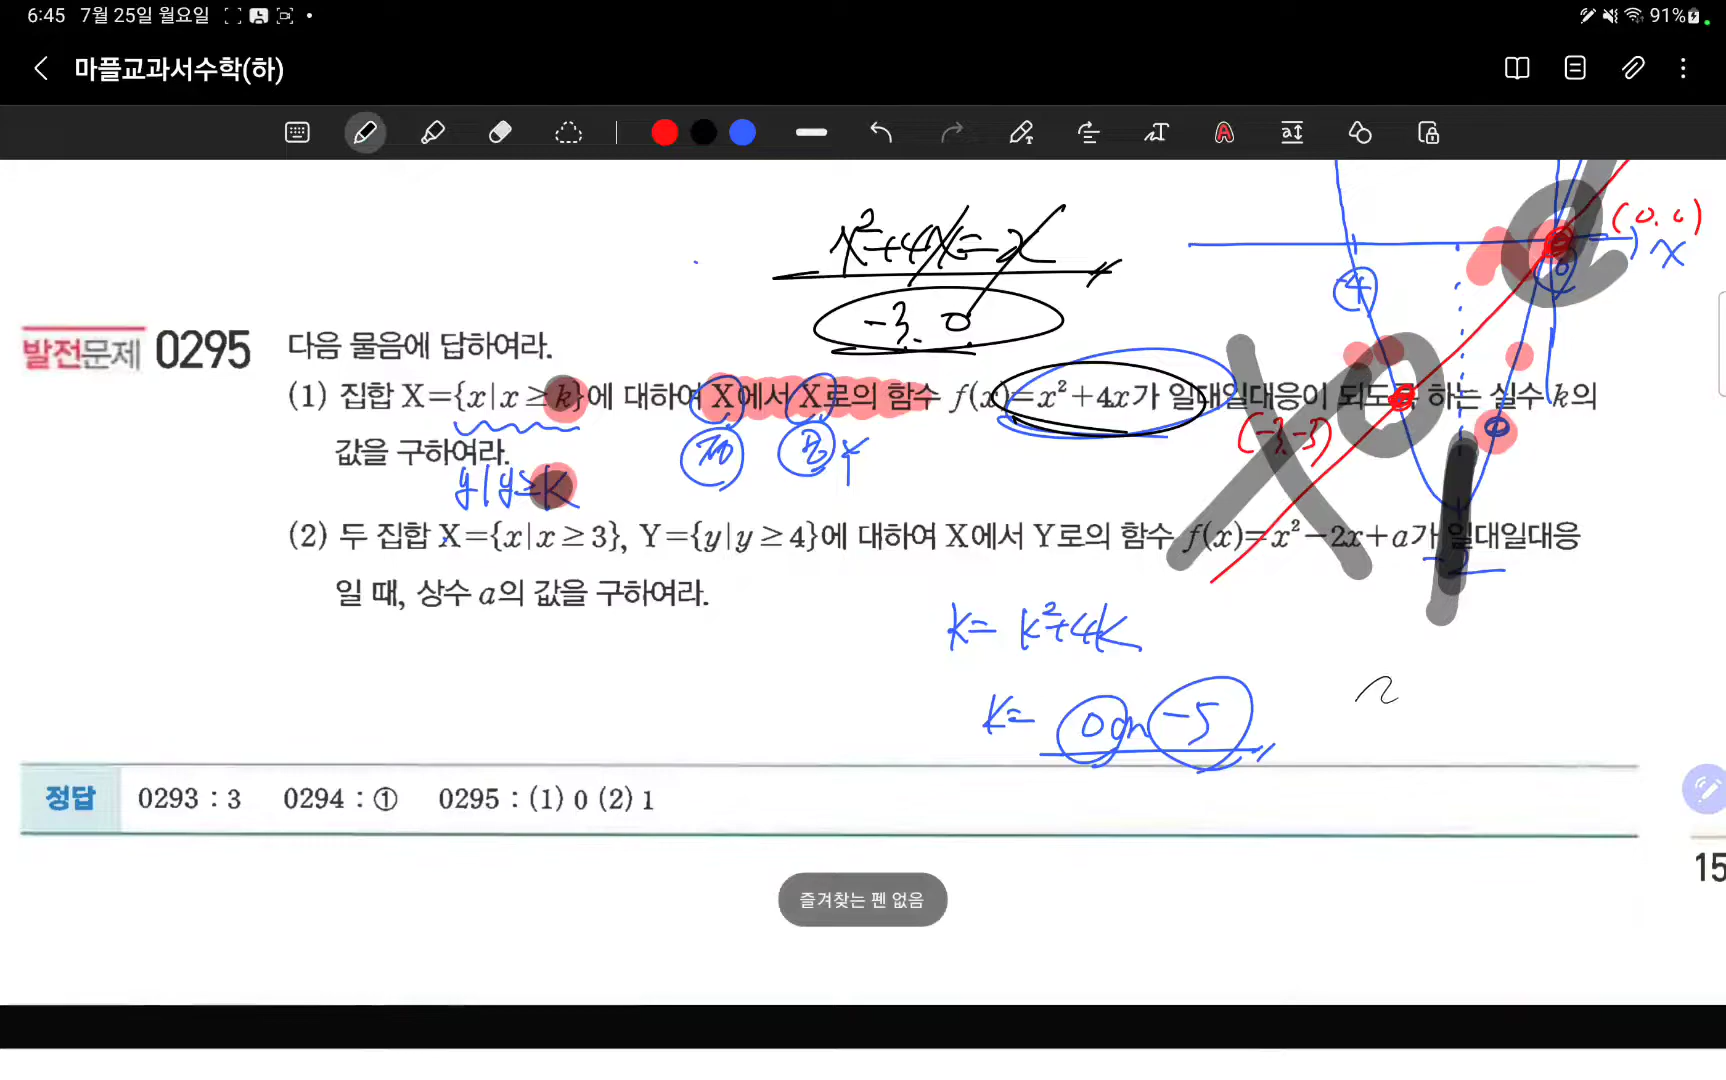 6:45 7월 25일 월요일
91%
마플교과서수학(하)
x²+4x=x
-3, 0
(0, 0)
x
-4
0
발전문제 0295 다음 물음에 답하여라.
(1) 집합 X={x|x≥k}에 대하여 X에서 X로의 함수 f(x)=x²+4x가 일대일대응이 되도록 하는 실수 k의
값을 구하여라.
(-3, -3)
y|y≥k
(2) 두 집합 X={x|x≥3}, Y={y|y≥4}에 대하여 X에서 Y로의 함수 f(x)=x²-2x+a가 일대일대응
일 때, 상수 a의 값을 구하여라.
k= k²+4k
k= 0 or -5
정답 0293 : 3 0294 : ① 0295 : (1) 0 (2) 1
15
즐겨찾는 펜 없음